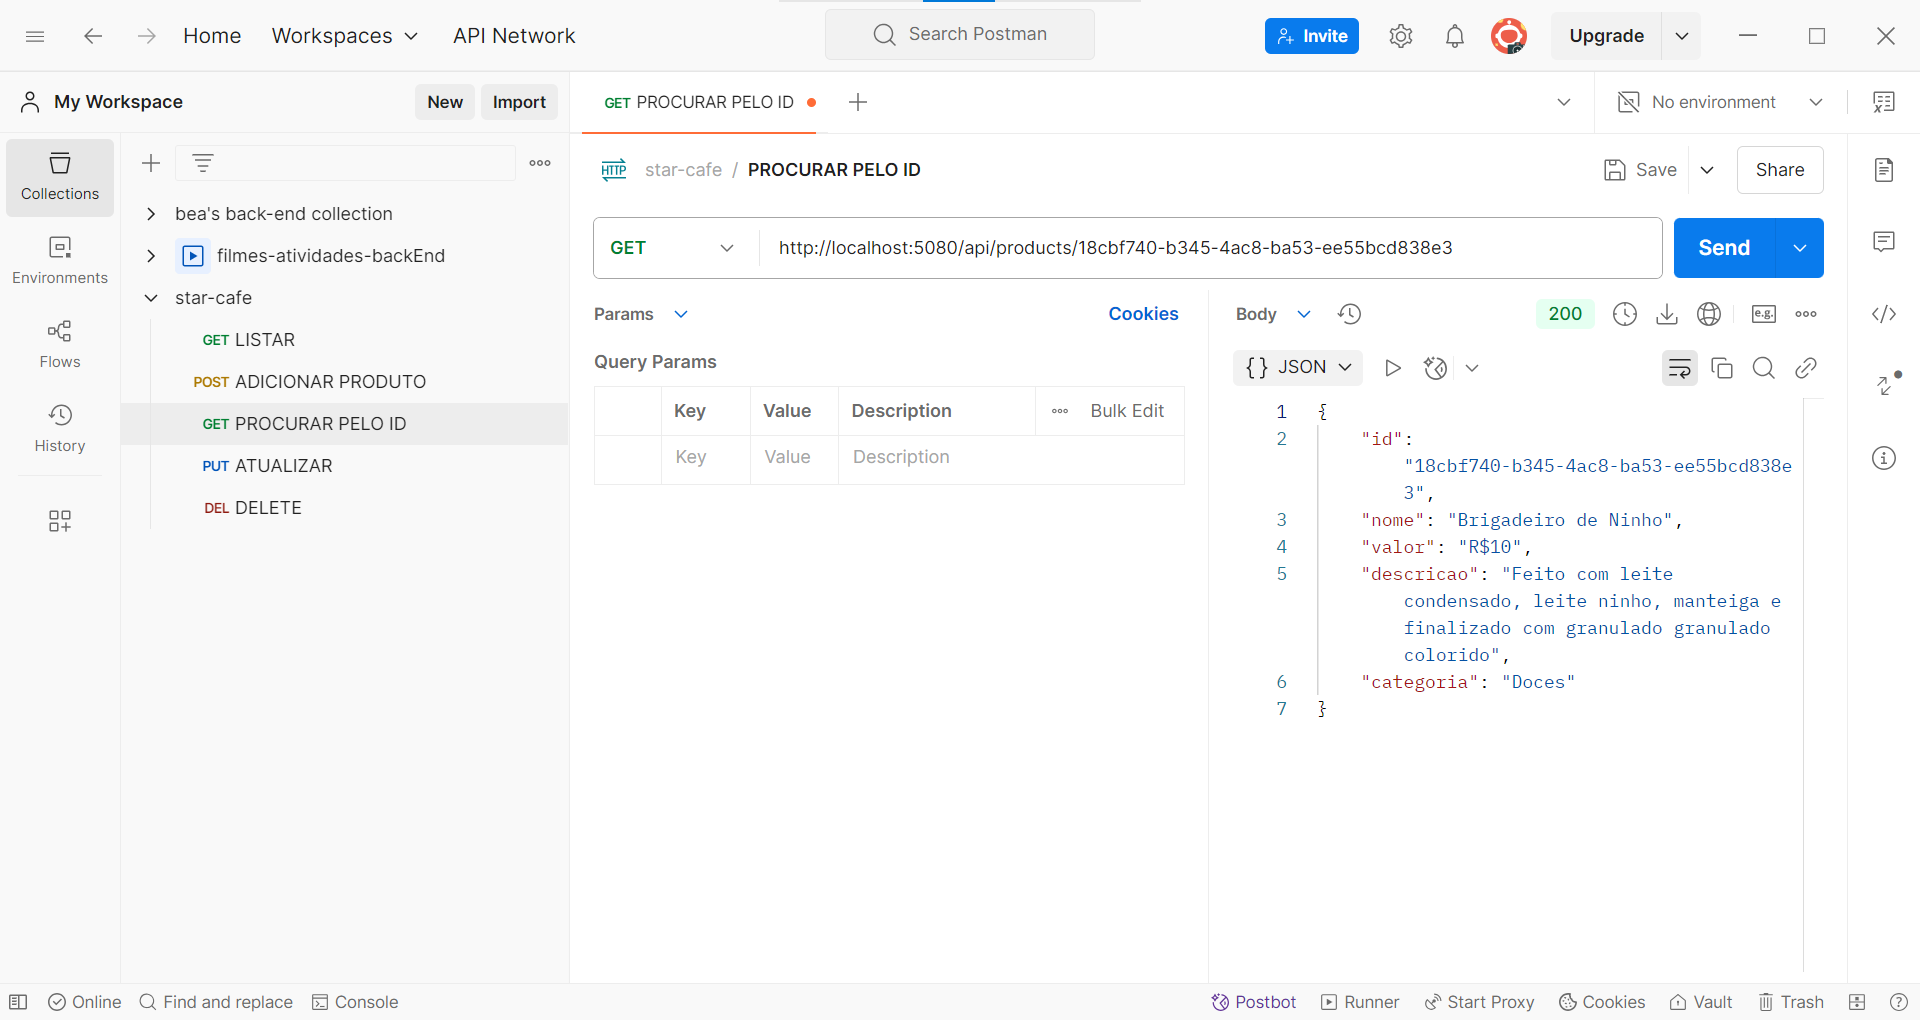 Home
Workspaces
API Network
Search Postman
Invite
Upgrade
My Workspace
New
Import
GET PROCURAR PELO ID
No environment
Collections
Environments
Flows
History
bea's back-end collection
filmes-atividades-backEnd
star-cafe
GET LISTAR
POST ADICIONAR PRODUTO
GET PROCURAR PELO ID
PUT ATUALIZAR
DEL DELETE
HTTP star-cafe / PROCURAR PELO ID
Save
Share
GET
http://localhost:5080/api/products/18cbf740-b345-4ac8-ba53-ee55bcd838e3
Send
Params
Cookies
Query Params
Key Value Description Bulk Edit
Key Value Description
Body
200
e.g.
{} JSON
1 {
2 "id":
"18cbf740-b345-4ac8-ba53-ee55bcd838e
3",
3 "nome": "Brigadeiro de Ninho",
4 "valor": "R$10",
5 "descricao": "Feito com leite
condensado, leite ninho, manteiga e
finalizado com granulado granulado
colorido",
6 "categoria": "Doces"
7 }
Online
Find and replace
Console
Postbot
Runner
Start Proxy
Cookies
Vault
Trash